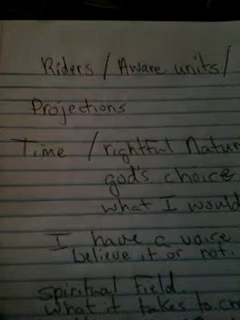 Riders / Aware units /
Projections
Time / rightful Natur
god's choice
what I would
I have a voice
believe it or not.
spiritual Field.
what it takes to cr